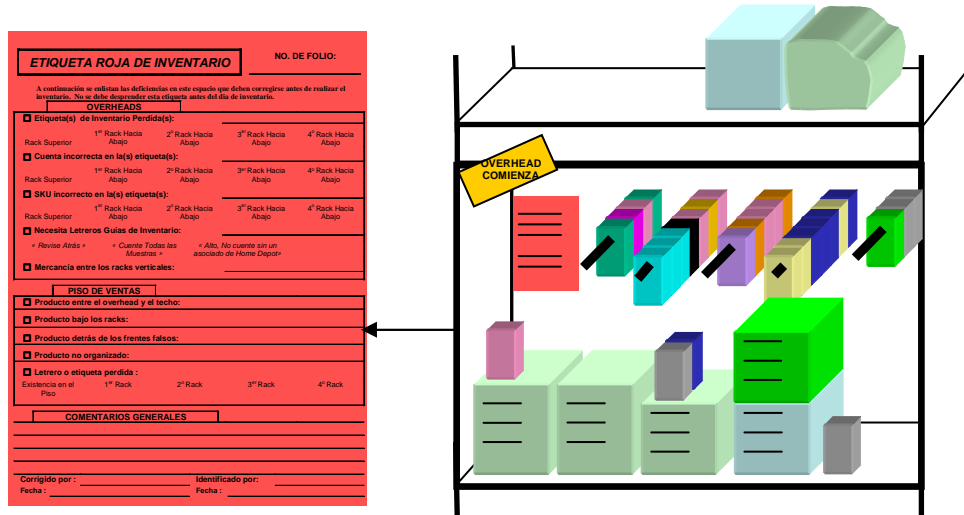 ETIQUETA ROJA DE INVENTARIO
NO. DE FOLIO:
A continuación se enlistan las deficiencias en este espacio que deben corregirse antes de realizar el
inventario. No se debe desprender esta etiqueta antes del día de inventario.
OVERHEADS
Etiqueta(s) de Inventario Perdida(s):
Rack Superior 1er Rack Hacia Abajo 2o Rack Hacia Abajo 3er Rack Hacia Abajo 4o Rack Hacia Abajo
Cuenta incorrecta en la(s) etiqueta(s):
Rack Superior 1er Rack Hacia Abajo 2o Rack Hacia Abajo 3er Rack Hacia Abajo 4o Rack Hacia Abajo
SKU incorrecto en la(s) etiqueta(s):
Rack Superior 1er Rack Hacia Abajo 2o Rack Hacia Abajo 3er Rack Hacia Abajo 4o Rack Hacia Abajo
Necesita Letreros Guías de Inventario:
« Revise Atrás » « Cuente Todas las Muestras » « Alto, No cuente sin un asociado de Home Depot»
Mercancía entre los racks verticales:
PISO DE VENTAS
Producto entre el overhead y el techo:
Producto bajo los racks:
Producto detrás de los frentes falsos:
Producto no organizado:
Letrero o etiqueta perdida :
Existencia en el Piso 1er Rack 2o Rack 3er Rack 4o Rack
COMENTARIOS GENERALES
Corregido por : Identificado por:
Fecha : Fecha :
OVERHEAD
COMIENZA